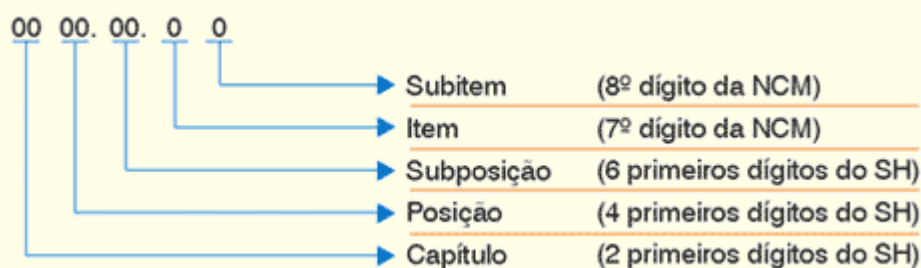 00 00. 00. 0 0
Subitem (8º dígito da NCM)
Item (7º dígito da NCM)
Subposição (6 primeiros dígitos do SH)
Posição (4 primeiros dígitos do SH)
Capítulo (2 primeiros dígitos do SH)